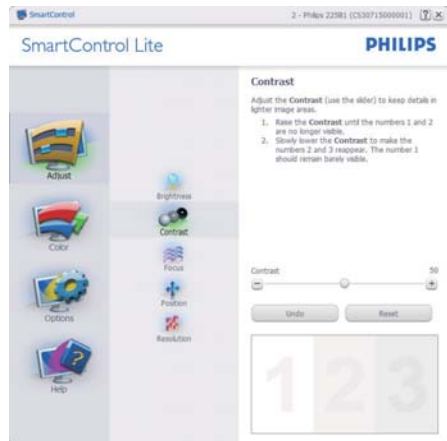 SmartControl
2 - Philips 225B1 (CS30715000001)
SmartControl Lite
PHILIPS
Adjust
Color
Options
Help
Brightness
Contrast
Focus
Position
Resolution
Contrast
Adjust the Contrast (use the slider) to keep details in
lighter image areas.
1. Raise the Contrast until the numbers 1 and 2
are no longer visible.
2. Slowly lower the Contrast to make the
numbers 2 and 3 reappear. The number 1
should remain barely visible.
Contrast 50
Undo Reset
1 2 3